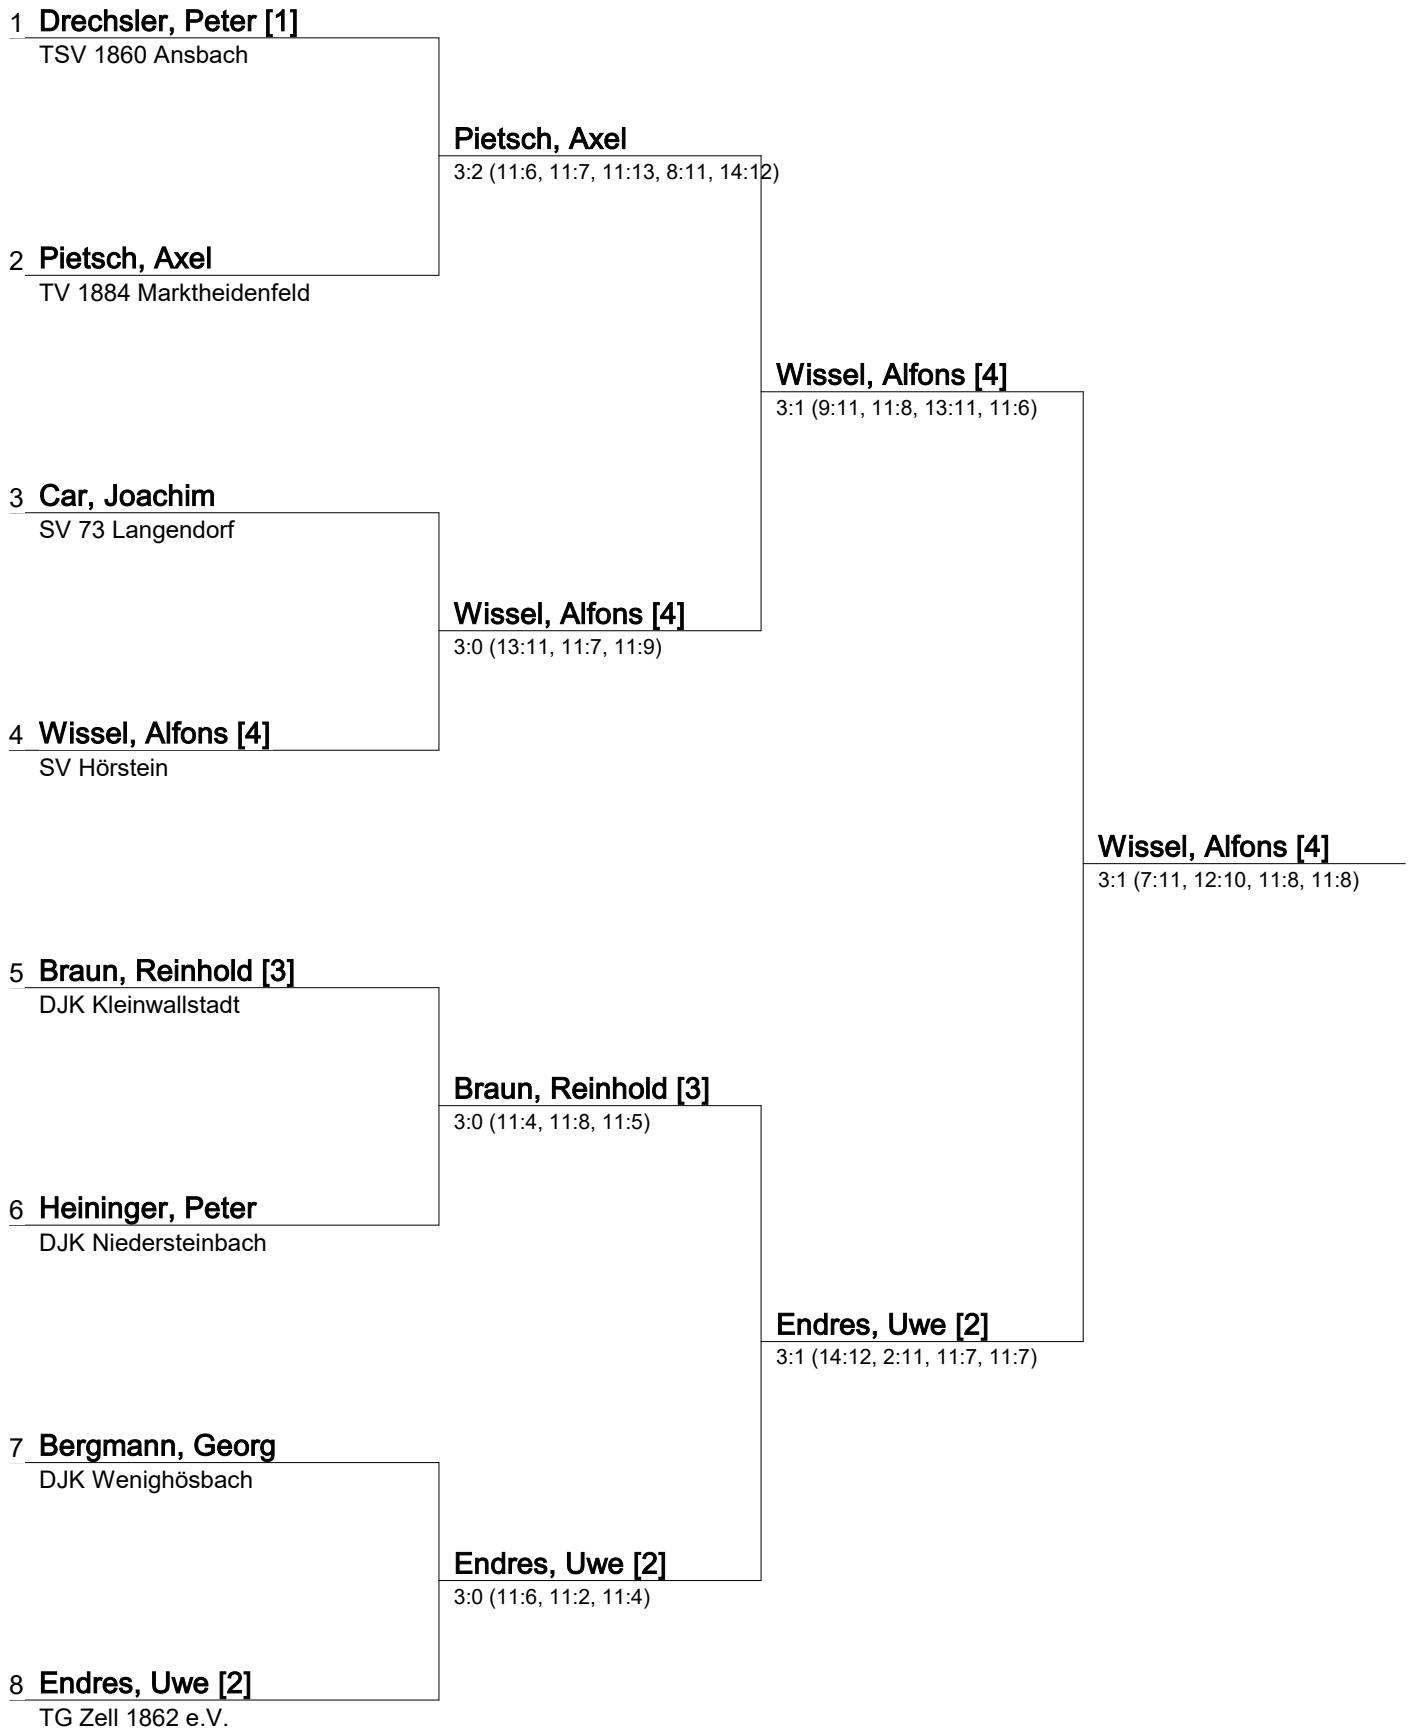 1 Drechsler, Peter [1]
TSV 1860 Ansbach
Pietsch, Axel
3:2 (11:6, 11:7, 11:13, 8:11, 14:12)
2 Pietsch, Axel
TV 1884 Marktheidenfeld
Wissel, Alfons [4]
3:1 (9:11, 11:8, 13:11, 11:6)
3 Car, Joachim
SV 73 Langendorf
Wissel, Alfons [4]
3:0 (13:11, 11:7, 11:9)
4 Wissel, Alfons [4]
SV Hörstein
Wissel, Alfons [4]
3:1 (7:11, 12:10, 11:8, 11:8)
5 Braun, Reinhold [3]
DJK Kleinwallstadt
Braun, Reinhold [3]
3:0 (11:4, 11:8, 11:5)
6 Heininger, Peter
DJK Niedersteinbach
Endres, Uwe [2]
3:1 (14:12, 2:11, 11:7, 11:7)
7 Bergmann, Georg
DJK Wenighösbach
Endres, Uwe [2]
3:0 (11:6, 11:2, 11:4)
8 Endres, Uwe [2]
TG Zell 1862 e.V.